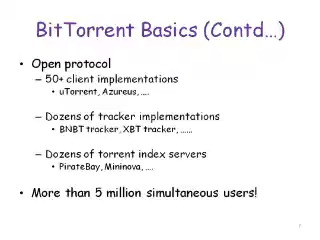 BitTorrent Basics (Contd…)
• Open protocol
– 50+ client implementations
• uTorrent, Azureus, ….
– Dozens of tracker implementations
• BNBT tracker, XBT tracker, ……
– Dozens of torrent index servers
• PirateBay, Mininova, ….
• More than 5 million simultaneous users!